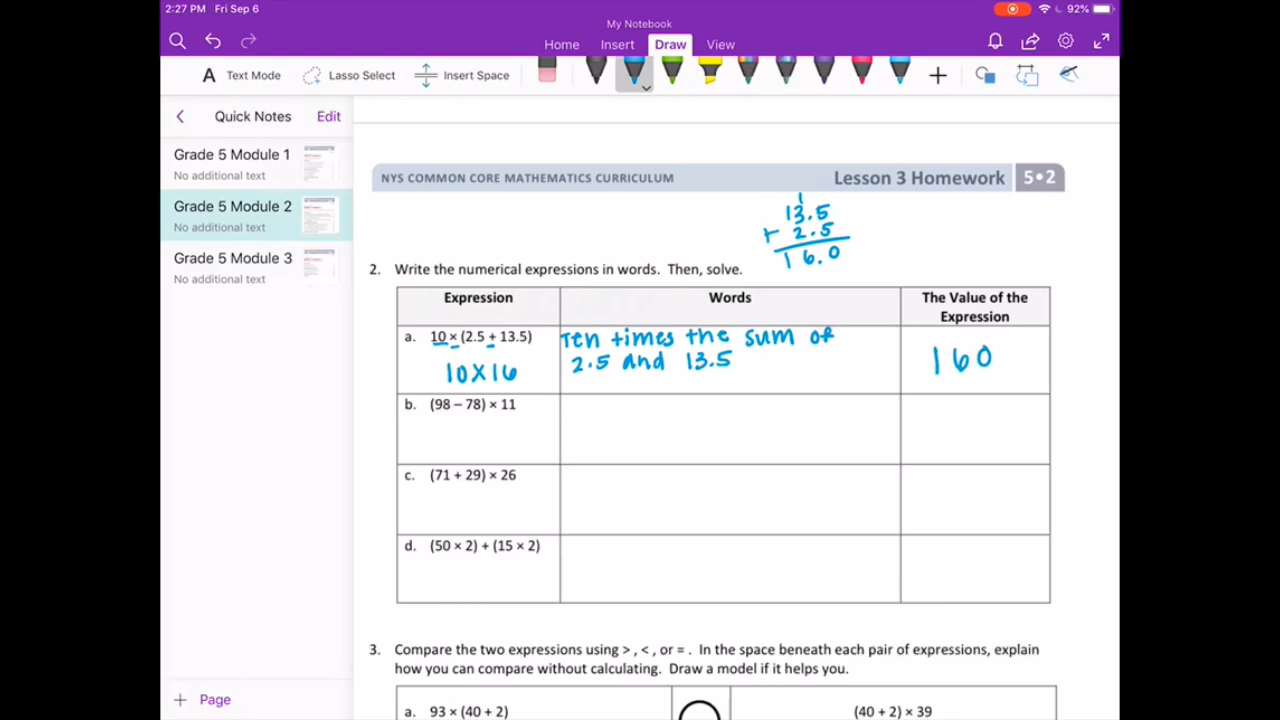 2:27 PM Fri Sep 6
92%
My Notebook
Home Insert Draw View
Text Mode Lasso Select Insert Space
Quick Notes Edit
Grade 5 Module 1
No additional text
Grade 5 Module 2
No additional text
Grade 5 Module 3
No additional text
+ Page
NYS COMMON CORE MATHEMATICS CURRICULUM Lesson 3 Homework 5•2
1
13.5
+ 2.5
16.0
2. Write the numerical expressions in words. Then, solve.
Expression Words The Value of the
Expression
a. 10 × (2.5 + 13.5) Ten times the sum of
10X16 2.5 and 13.5 160
b. (98 – 78) × 11
c. (71 + 29) × 26
d. (50 × 2) + (15 × 2)
3. Compare the two expressions using > , < , or = . In the space beneath each pair of expressions, explain
how you can compare without calculating. Draw a model if it helps you.
a. 93 × (40 + 2) (40 + 2) × 39